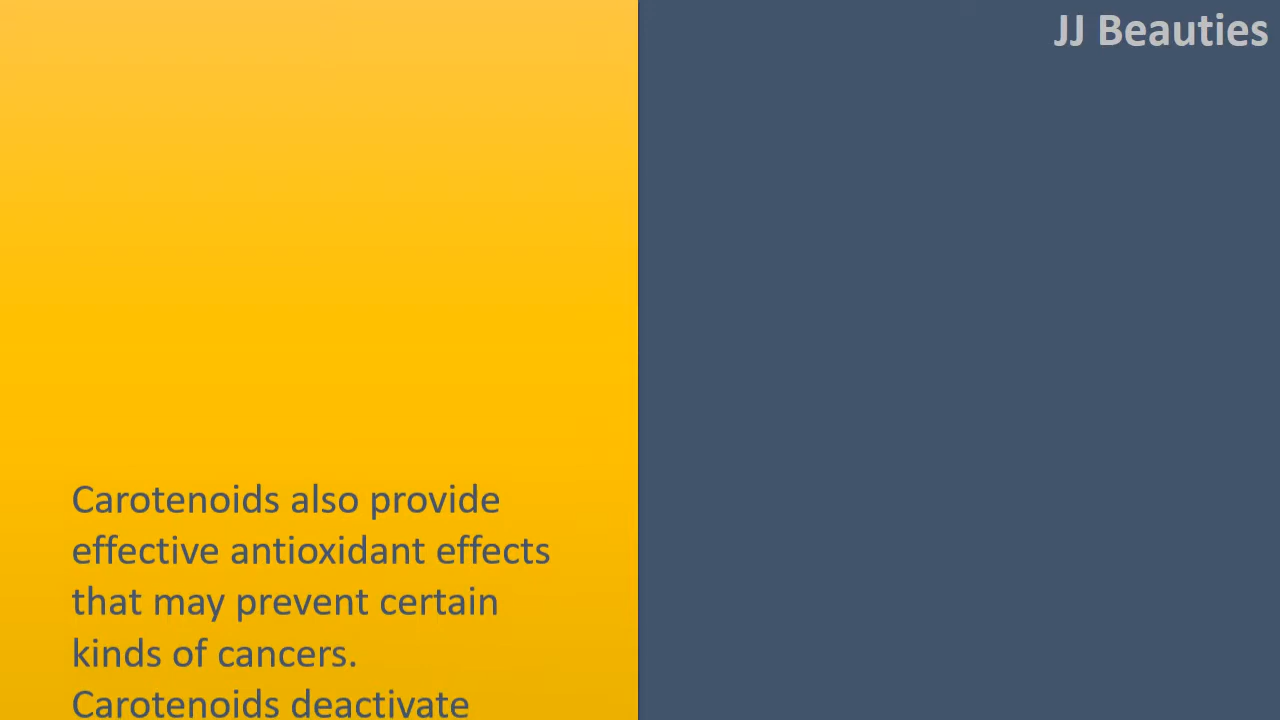 JJ Beauties
Carotenoids also provide
effective antioxidant effects
that may prevent certain
kinds of cancers.
Carotenoids deactivate